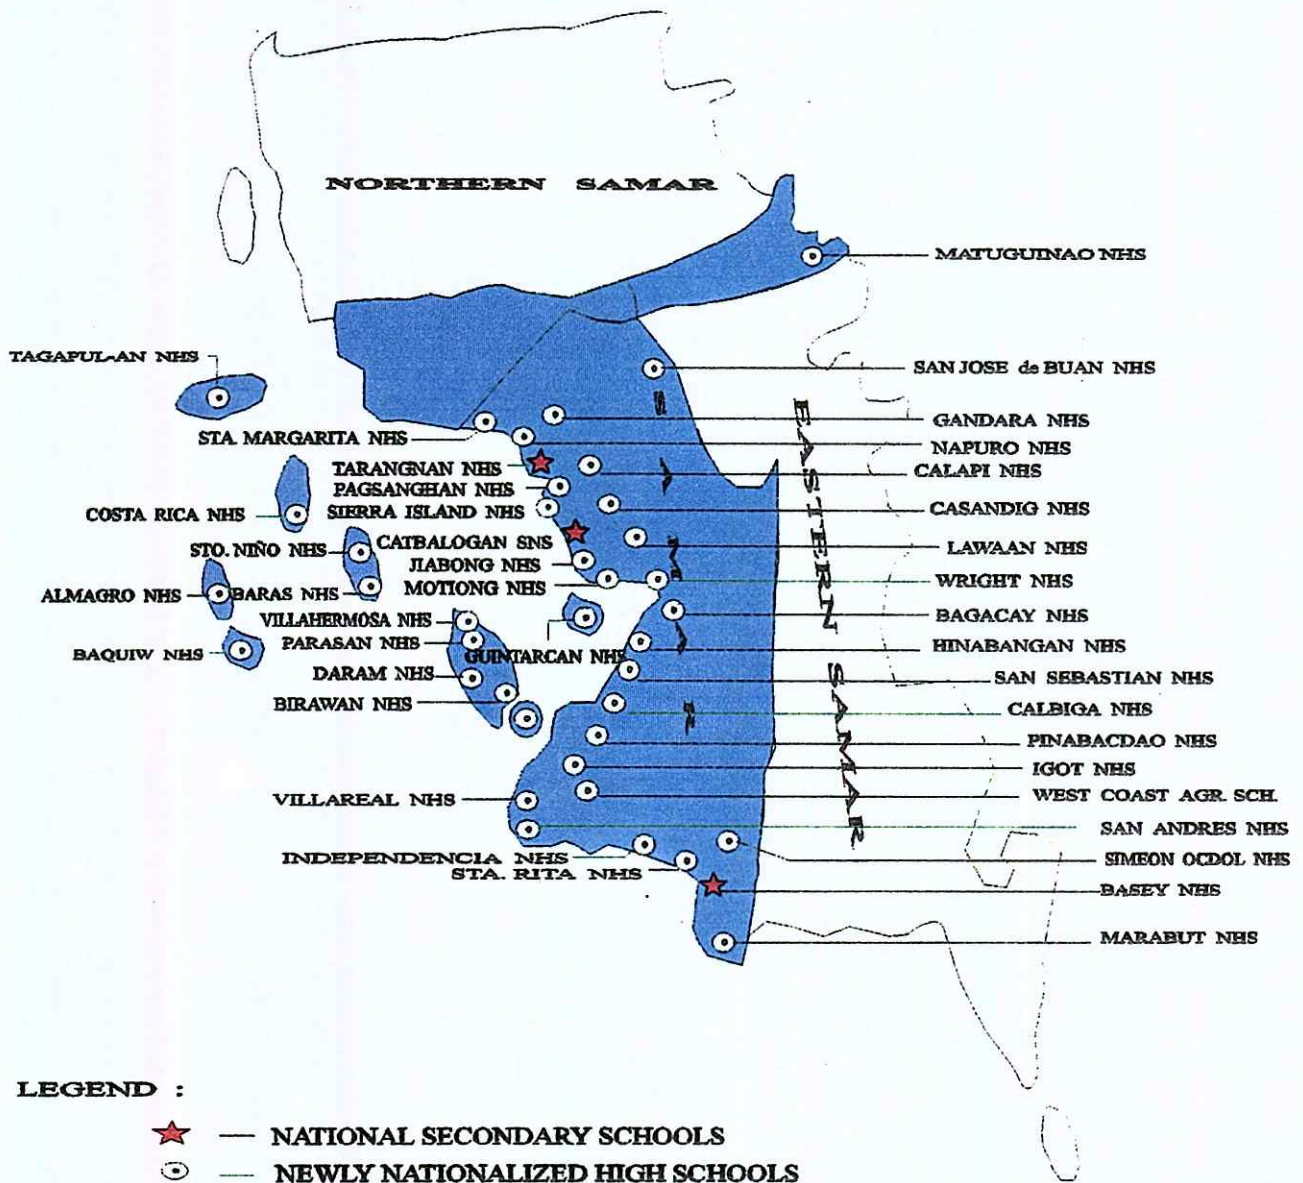 NORTHERN SAMAR
MATUGUINAO NHS
TAGAPUL-AN NHS
SAN JOSE de BUAN NHS
GANDARA NHS
STA. MARGARITA NHS
NAPURO NHS
TARANGNAN NHS
CALAPI NHS
PAGSANGHAN NHS
COSTA RICA NHS
SIERRA ISLAND NHS
CASANDIG NHS
STO. NIÑO NHS
CATBALOGAN SNS
LAWAAN NHS
JIABONG NHS
MOTIONG NHS
WRIGHT NHS
ALMAGRO NHS
BARAS NHS
BAGACAY NHS
VILLAHERMOSA NHS
PARASAN NHS
HINABANGAN NHS
BAQUIW NHS
GUINTARCAN NHS
DARAM NHS
SAN SEBASTIAN NHS
BIRAWAN NHS
CALBIGA NHS
PINABACDAO NHS
IGOT NHS
VILLAREAL NHS
WEST COAST AGR. SCH.
SAN ANDRES NHS
INDEPENDENCIA NHS
SIMEON OCDOL NHS
STA. RITA NHS
BASEY NHS
MARABUT NHS
SAMAR
EASTERN SAMAR
LEGEND :
— NATIONAL SECONDARY SCHOOLS
— NEWLY NATIONALIZED HIGH SCHOOLS